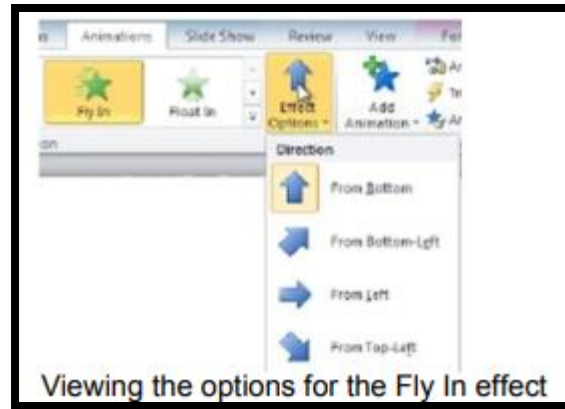 Animations Slide Show Review View
Fly In Float In Effect Options Add Animation
Direction
From Bottom
From Bottom-Left
From Left
From Top-Left
Viewing the options for the Fly In effect